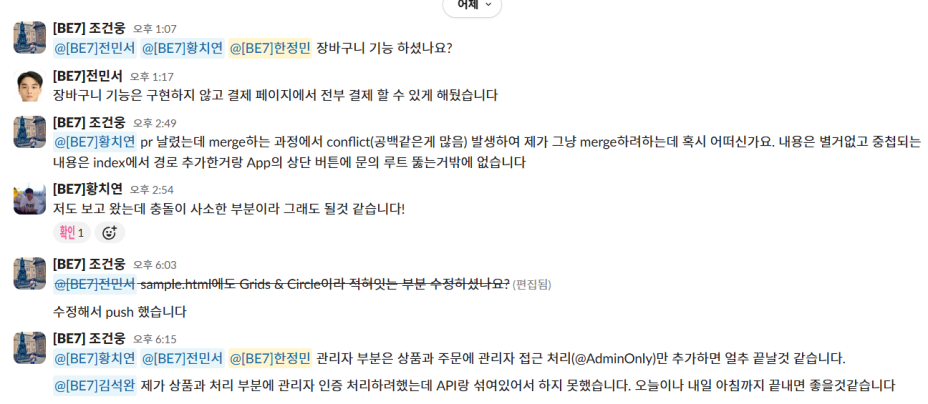 어제
[BE7] 조건웅 오후 1:07
@[BE7]전민서 @[BE7]황치연 @[BE7]한정민 장바구니 기능 하셨나요?
[BE7]전민서 오후 1:17
장바구니 기능은 구현하지 않고 결제 페이지에서 전부 결제 할 수 있게 해뒀습니다
[BE7] 조건웅 오후 2:49
@[BE7]황치연 pr 날렸는데 merge하는 과정에서 conflict(공백같은게 많음) 발생하여 제가 그냥 merge하려하는데 혹시 어떠신가요. 내용은 별거없고 중첩되는
내용은 index에서 경로 추가한거랑 App의 상단 버튼에 문의 루트 뚫는거밖에 없습니다
[BE7]황치연 오후 2:54
저도 보고 왔는데 충돌이 사소한 부분이라 그래도 될것 같습니다!
확인 1
[BE7] 조건웅 오후 6:03
@[BE7]전민서 sample.html에도 Grids & Circle이라 적혀잇는 부분 수정하셨나요? (편집됨)
수정해서 push 했습니다
[BE7] 조건웅 오후 6:15
@[BE7]황치연 @[BE7]전민서 @[BE7]한정민 관리자 부분은 상품과 주문에 관리자 접근 처리(@AdminOnly)만 추가하면 얼추 끝날것 같습니다.
@[BE7]김석완 제가 상품과 처리 부분에 관리자 인증 처리하려했는데 API랑 섞여있어서 하지 못했습니다. 오늘이나 내일 아침까지 끝내면 좋을것같습니다